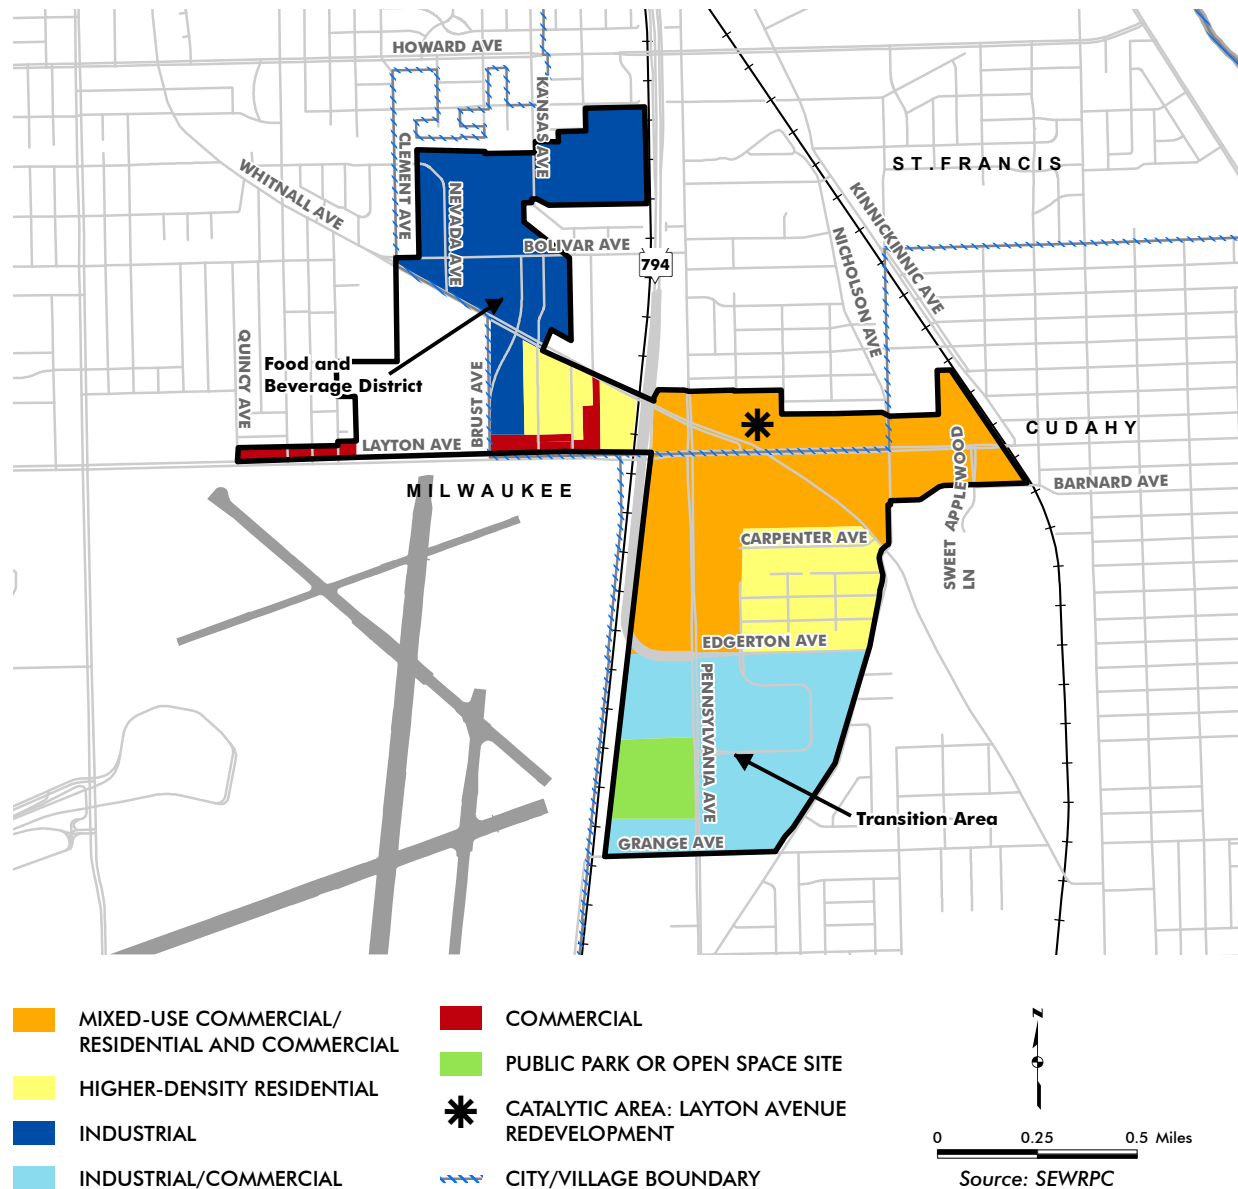 HOWARD AVE
KANSAS AVE
CLEMENT AVE
WHITNALL AVE
NEVADA AVE
ST. FRANCIS
KINNICKINNIC AVE
NICHOLSON AVE
BOLIVAR AVE
794
QUINCY AVE
Food and
Beverage District
BRUST AVE
LAYTON AVE
CUDAHY
MILWAUKEE
BARNARD AVE
SWEET APPLEWOOD
LN
CARPENTER AVE
EDGERTON AVE
PENNSYLVANIA AVE
Transition Area
GRANGE AVE
MIXED-USE COMMERCIAL/
RESIDENTIAL AND COMMERCIAL
HIGHER-DENSITY RESIDENTIAL
INDUSTRIAL
INDUSTRIAL/COMMERCIAL
COMMERCIAL
PUBLIC PARK OR OPEN SPACE SITE
CATALYTIC AREA: LAYTON AVENUE
REDEVELOPMENT
CITY/VILLAGE BOUNDARY
N
0 0.25 0.5 Miles
Source: SEWRPC